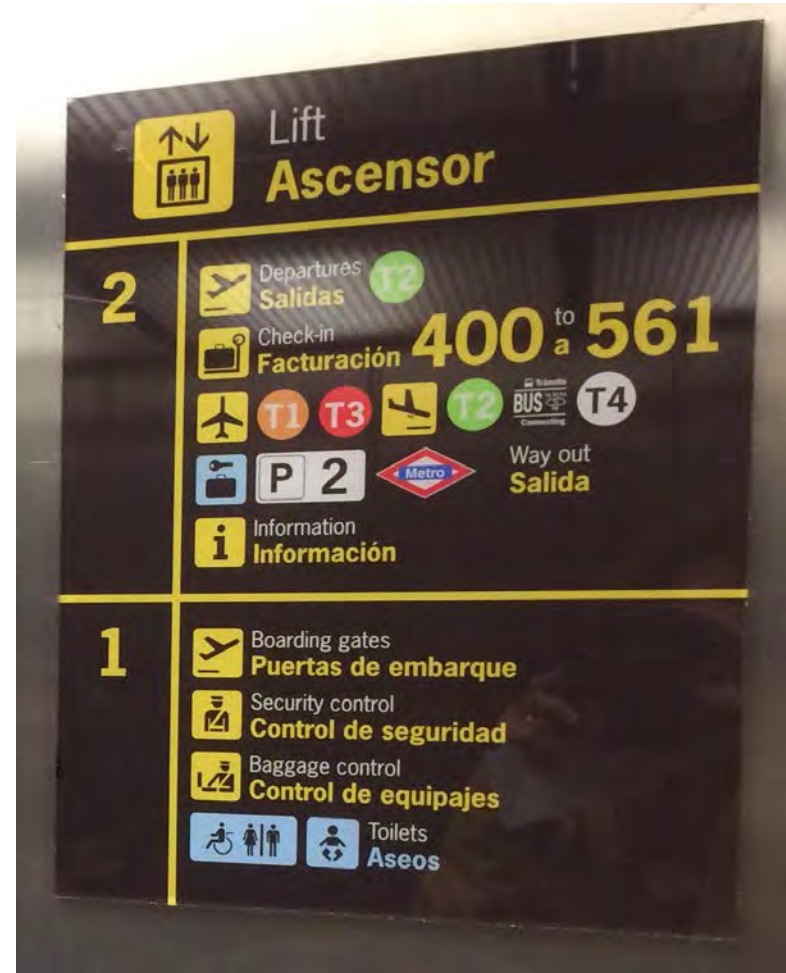 Lift
Ascensor
2
Departures
Salidas
T2
Check-in
Facturación
400 to a 561
T1 T3 T2 Tránsito BUS Connecting T4
P 2 Metro
Way out
Salida
i
Information
Información
1
Boarding gates
Puertas de embarque
Security control
Control de seguridad
Baggage control
Control de equipajes
Toilets
Aseos